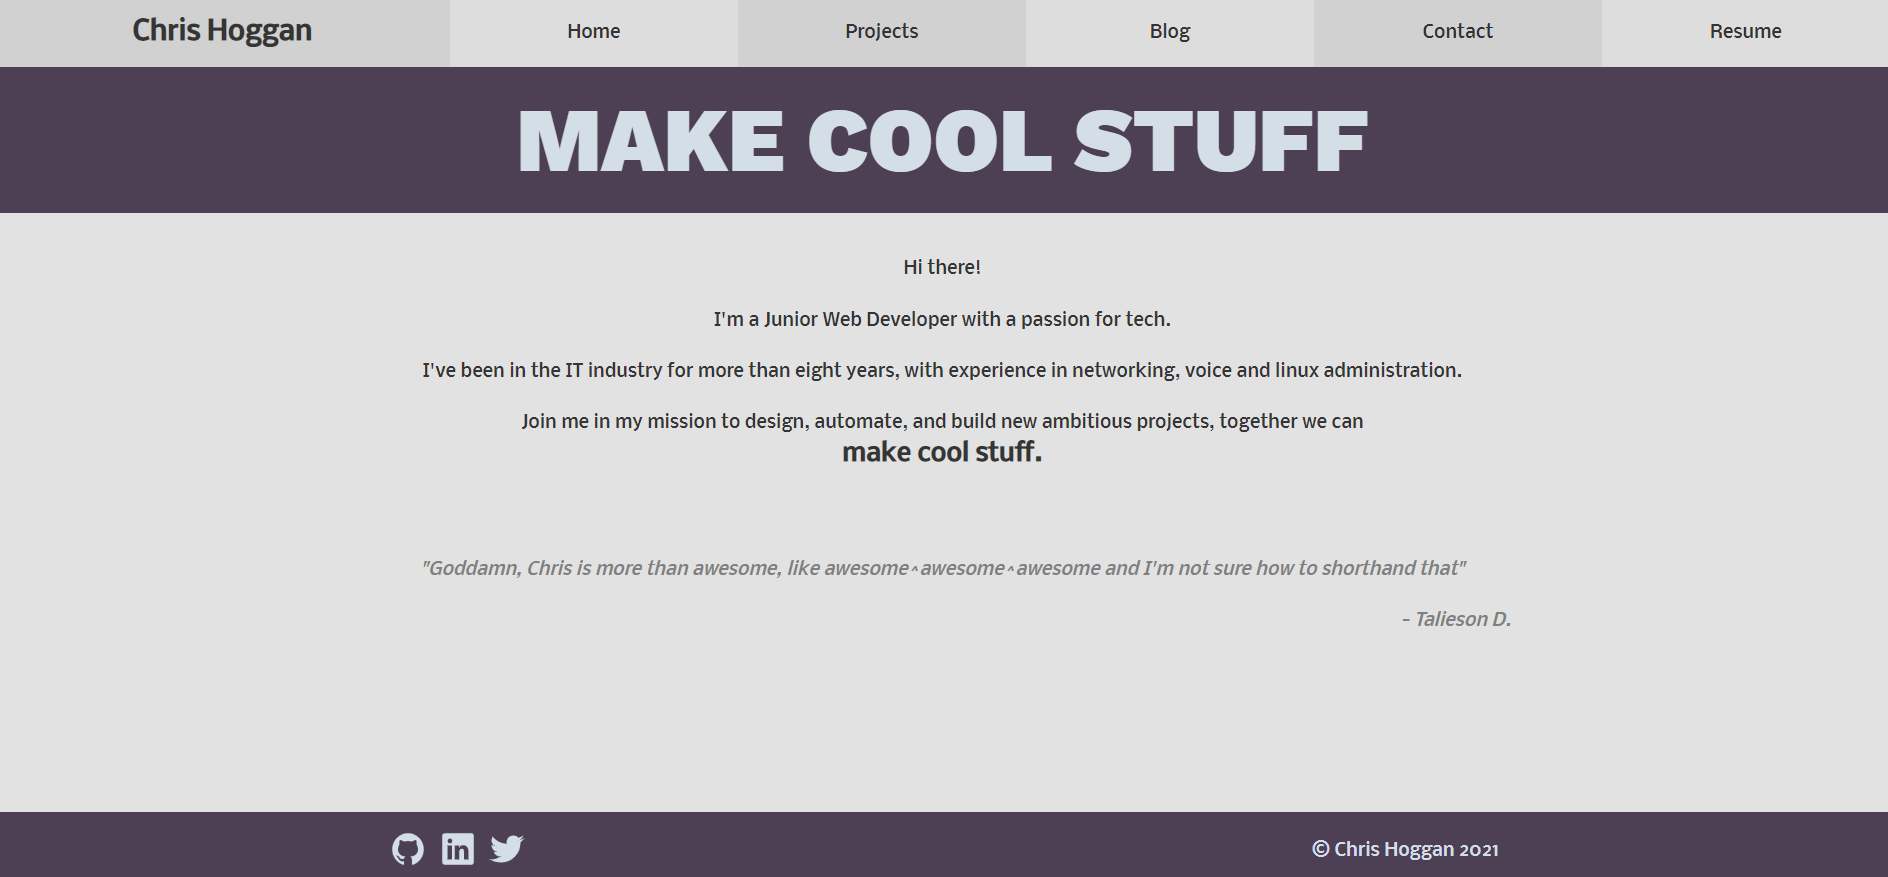 Chris Hoggan
Home
Projects
Blog
Contact
Resume
MAKE COOL STUFF
Hi there!
I'm a Junior Web Developer with a passion for tech.
I've been in the IT industry for more than eight years, with experience in networking, voice and linux administration.
Join me in my mission to design, automate, and build new ambitious projects, together we can
make cool stuff.
"Goddamn, Chris is more than awesome, like awesome^awesome^awesome and I'm not sure how to shorthand that"
- Talieson D.
in
© Chris Hoggan 2021